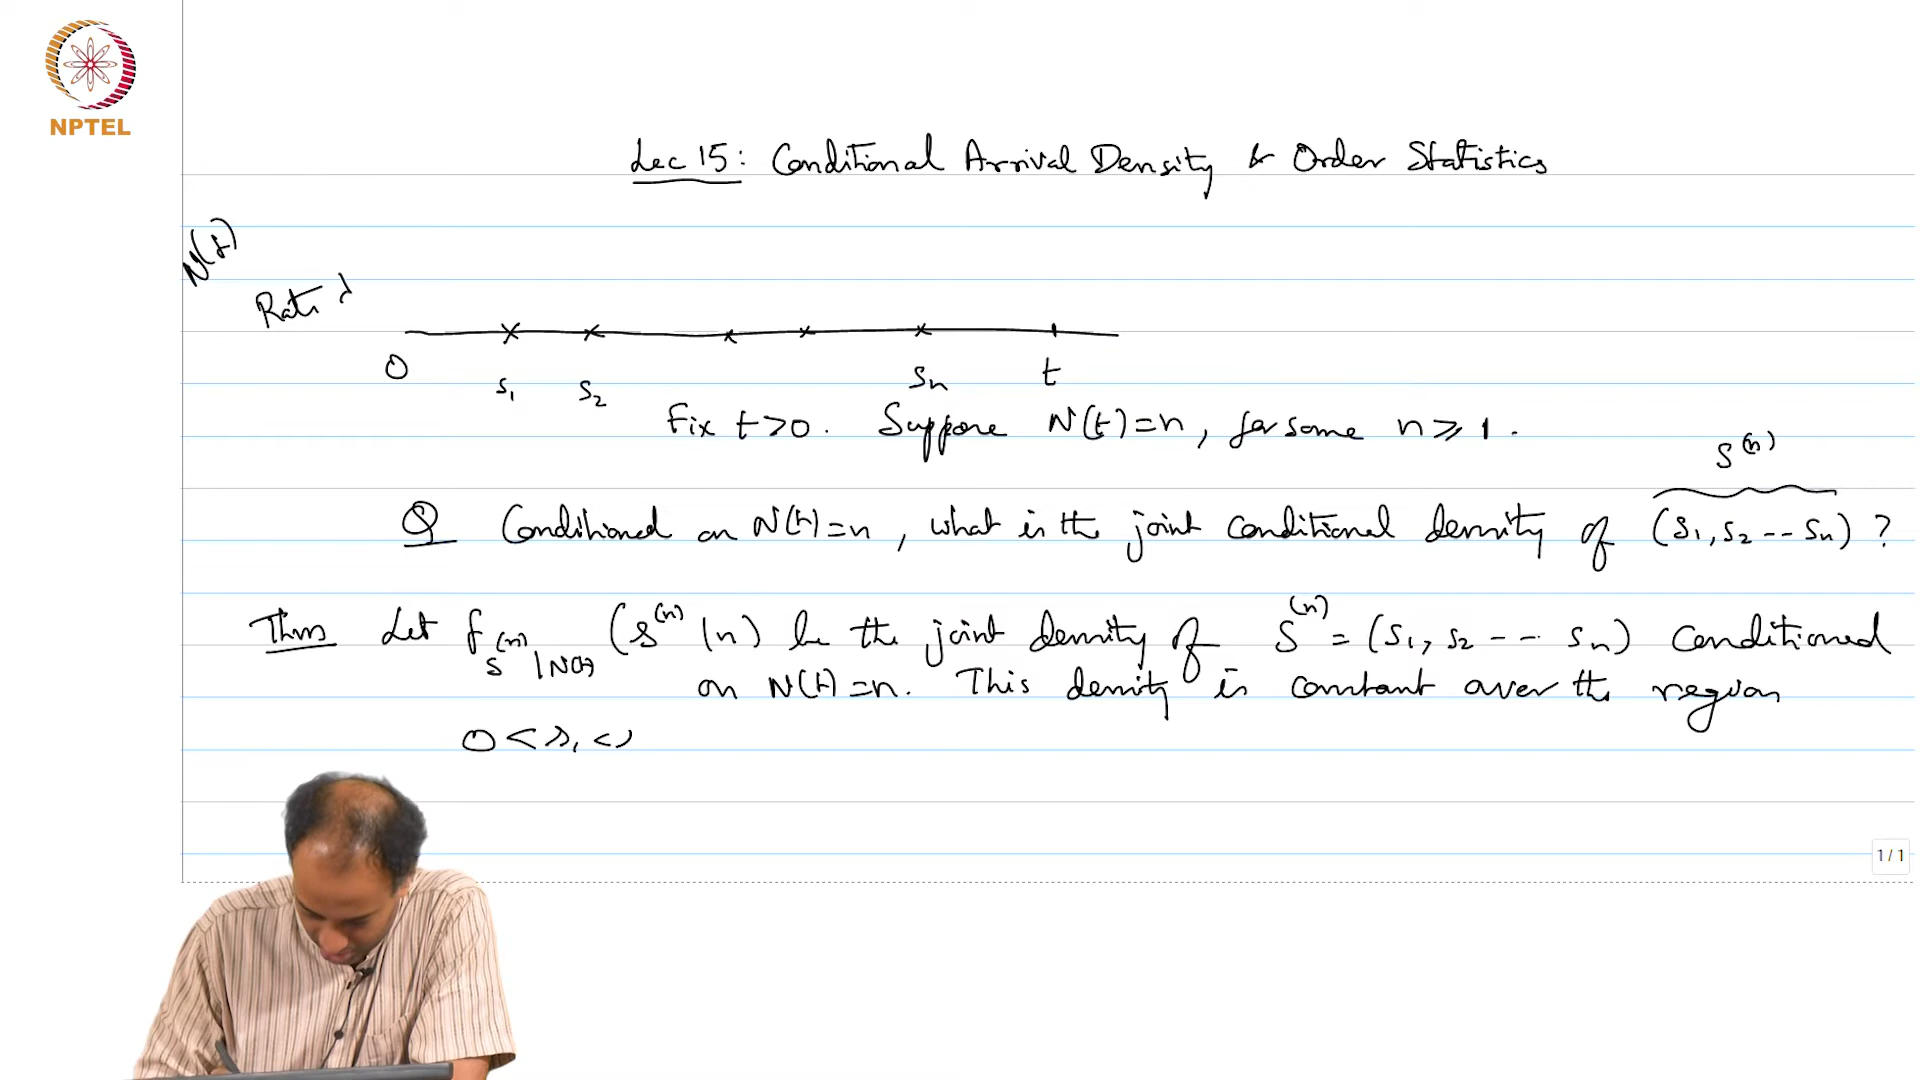 NPTEL
Lec 15: Conditional Arrival Density & Order Statistics
N(t)
Rate λ
0 S₁ S₂ Sₙ t
Fix t>0. Suppose N(t)=n, for some n ≥ 1.
S⁽ⁿ⁾
Q Conditioned on N(t)=n, what is the joint conditional density of (S₁, S₂ -- Sₙ)?
Thm Let f_{S⁽ⁿ⁾|N(t)} (s⁽ⁿ⁾|n) be the joint density of S⁽ⁿ⁾ = (S₁, S₂ --- Sₙ) conditioned
on N(t)=n. This density is constant over the region
0 < s₁ <
1 / 1